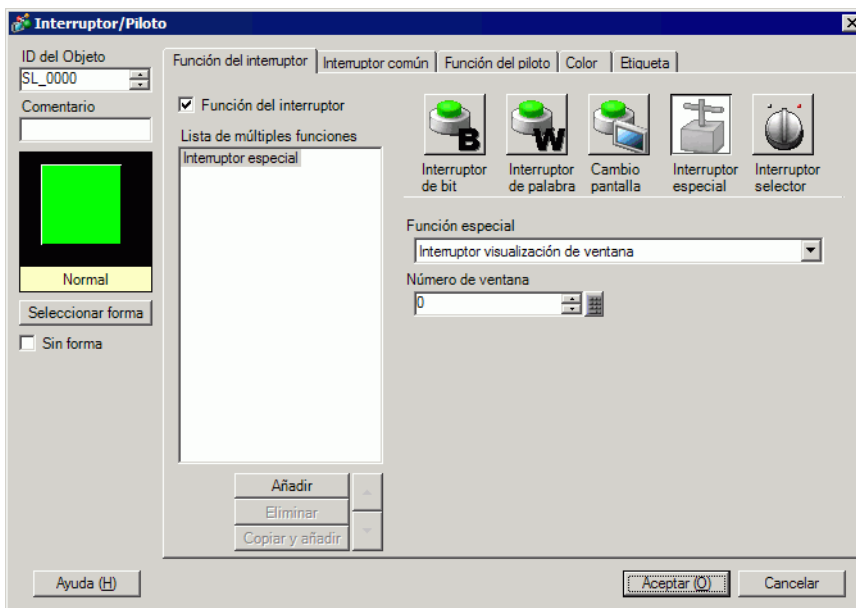 Interruptor/Piloto
ID del Objeto
SL_0000
Comentario
Normal
Seleccionar forma
Sin forma
Función del interruptor
Interruptor común
Función del piloto
Color
Etiqueta
Función del interruptor
Lista de múltiples funciones
Interruptor especial
Añadir
Eliminar
Copiar y añadir
B
W
Interruptor
de bit
Interruptor
de palabra
Cambio
pantalla
Interruptor
especial
Interruptor
selector
Función especial
Interruptor visualización de ventana
Número de ventana
0
Ayuda (H)
Aceptar (O)
Cancelar